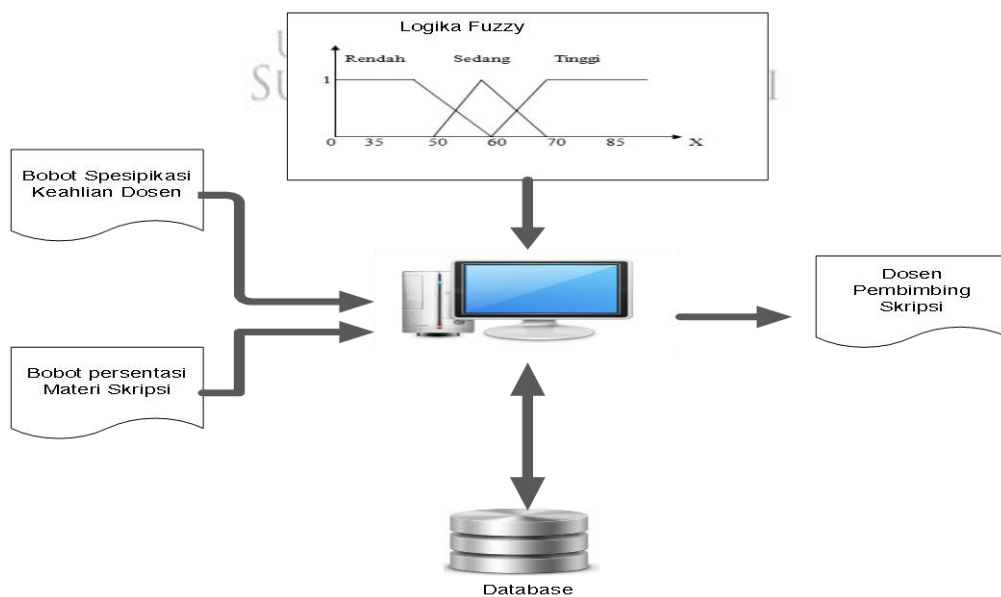 Logika Fuzzy
Rendah Sedang Tinggi
1
0 35 50 60 70 85 X
Bobot Spesipikasi
Keahlian Dosen
Bobot persentasi
Materi Skripsi
Dosen
Pembimbing
Skripsi
Database